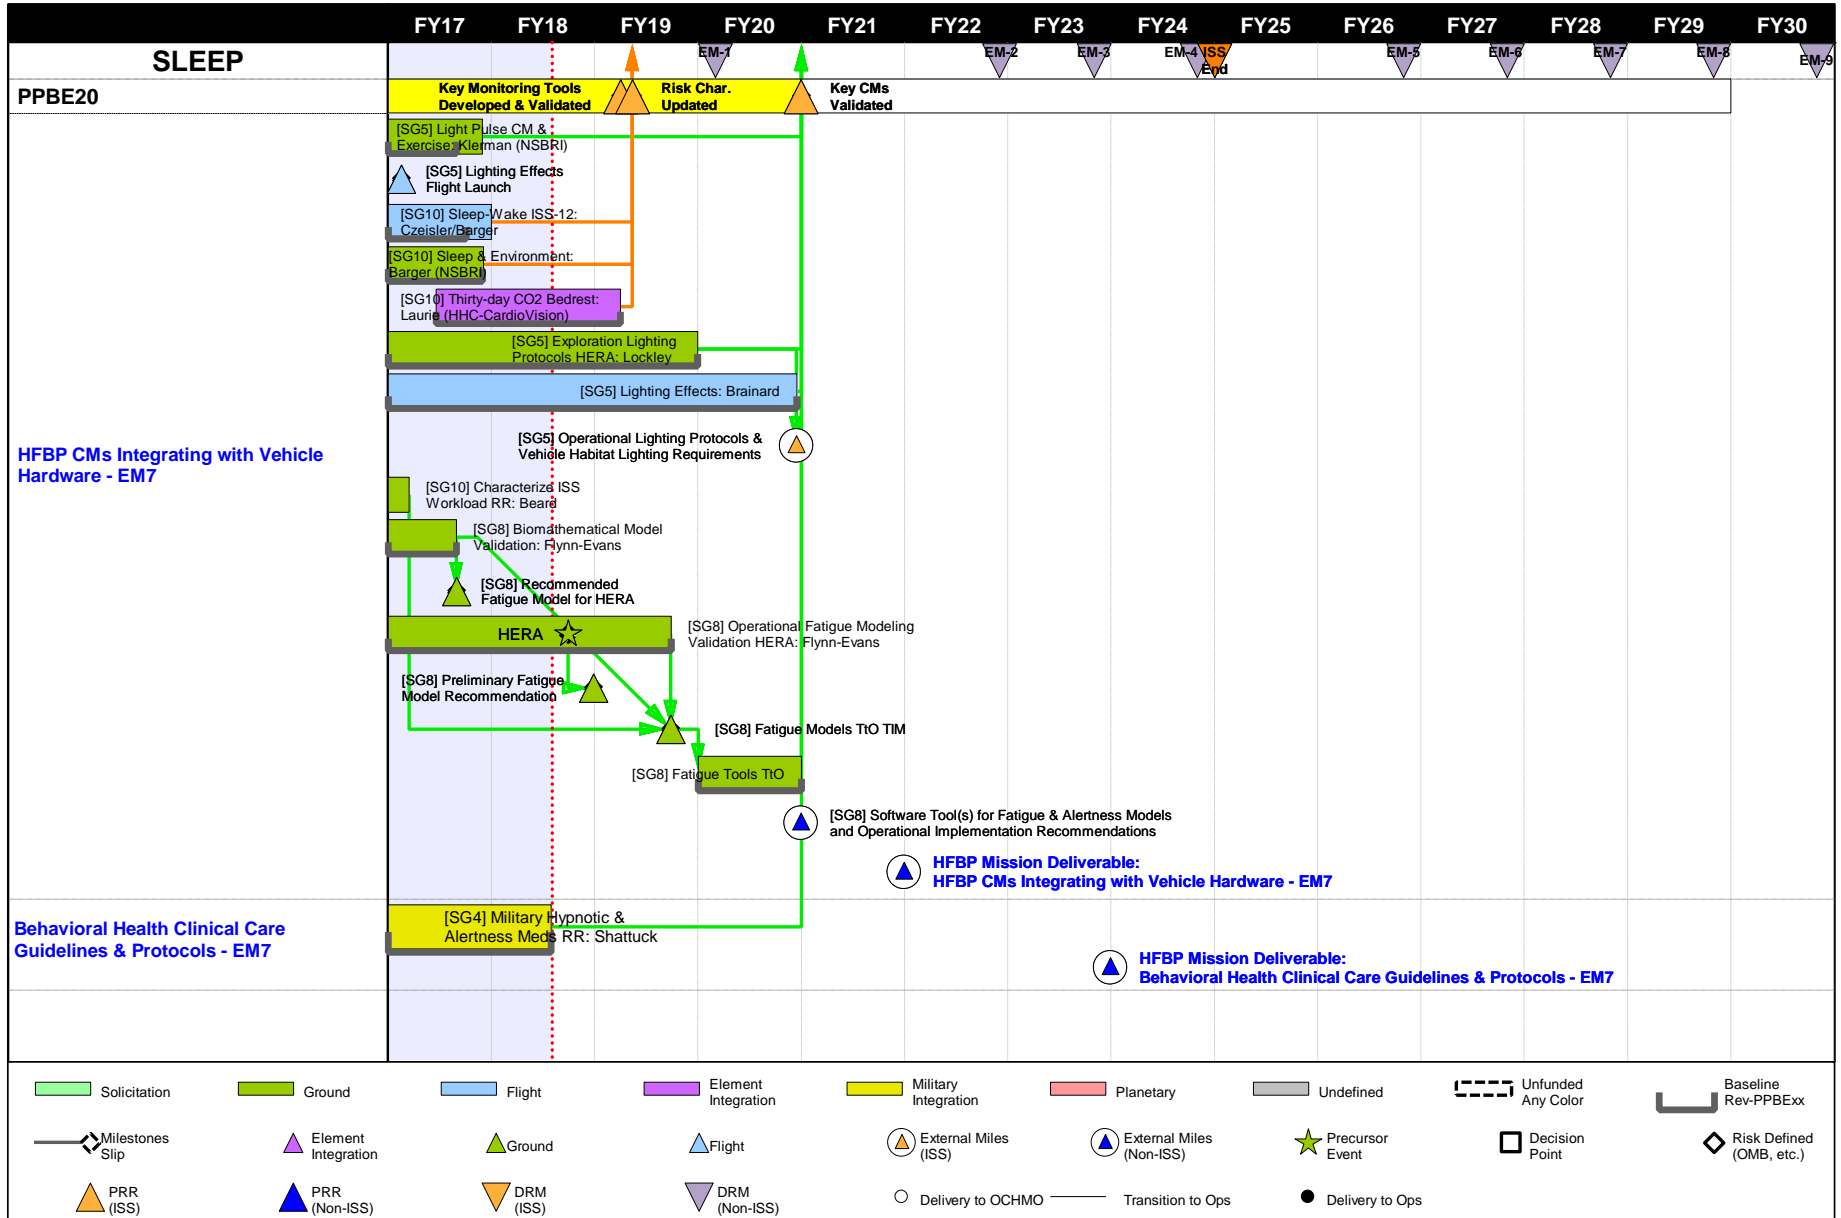 FY17 FY18 FY19 FY20 FY21 FY22 FY23 FY24 FY25 FY26 FY27 FY28 FY29 FY30
SLEEP
EM-1 EM-2 EM-3 EM-4 ISS End EM-5 EM-6 EM-7 EM-8 EM-9
PPBE20
Key Monitoring Tools
Developed & Validated
Risk Char.
Updated
Key CMs
Validated
[SG5] Light Pulse CM &
Exercise: Klerman (NSBRI)
[SG5] Lighting Effects
Flight Launch
[SG10] Sleep-Wake ISS-12:
Czeisler/Barger
[SG10] Sleep & Environment:
Barger (NSBRI)
[SG10] Thirty-day CO2 Bedrest:
Laurie (HHC-CardioVision)
[SG5] Exploration Lighting
Protocols HERA: Lockley
[SG5] Lighting Effects: Brainard
[SG5] Operational Lighting Protocols &
Vehicle Habitat Lighting Requirements
HFBP CMs Integrating with Vehicle
Hardware - EM7
[SG10] Characterize ISS
Workload RR: Beard
[SG8] Biomathematical Model
Validation: Flynn-Evans
[SG8] Recommended
Fatigue Model for HERA
HERA
[SG8] Operational Fatigue Modeling
Validation HERA: Flynn-Evans
[SG8] Preliminary Fatigue
Model Recommendation
[SG8] Fatigue Models TtO TIM
[SG8] Fatigue Tools TtO
[SG8] Software Tool(s) for Fatigue & Alertness Models
and Operational Implementation Recommendations
HFBP Mission Deliverable:
HFBP CMs Integrating with Vehicle Hardware - EM7
Behavioral Health Clinical Care
Guidelines & Protocols - EM7
[SG4] Military Hypnotic &
Alertness Meds RR: Shattuck
HFBP Mission Deliverable:
Behavioral Health Clinical Care Guidelines & Protocols - EM7
Solicitation
Ground
Flight
Element
Integration
Military
Integration
Planetary
Undefined
Unfunded
Any Color
Baseline
Rev-PPBExx
Milestones
Slip
Element
Integration
Ground
Flight
External Miles
(ISS)
External Miles
(Non-ISS)
Precursor
Event
Decision
Point
Risk Defined
(OMB, etc.)
PRR
(ISS)
PRR
(Non-ISS)
DRM
(ISS)
DRM
(Non-ISS)
Delivery to OCHMO
Transition to Ops
Delivery to Ops